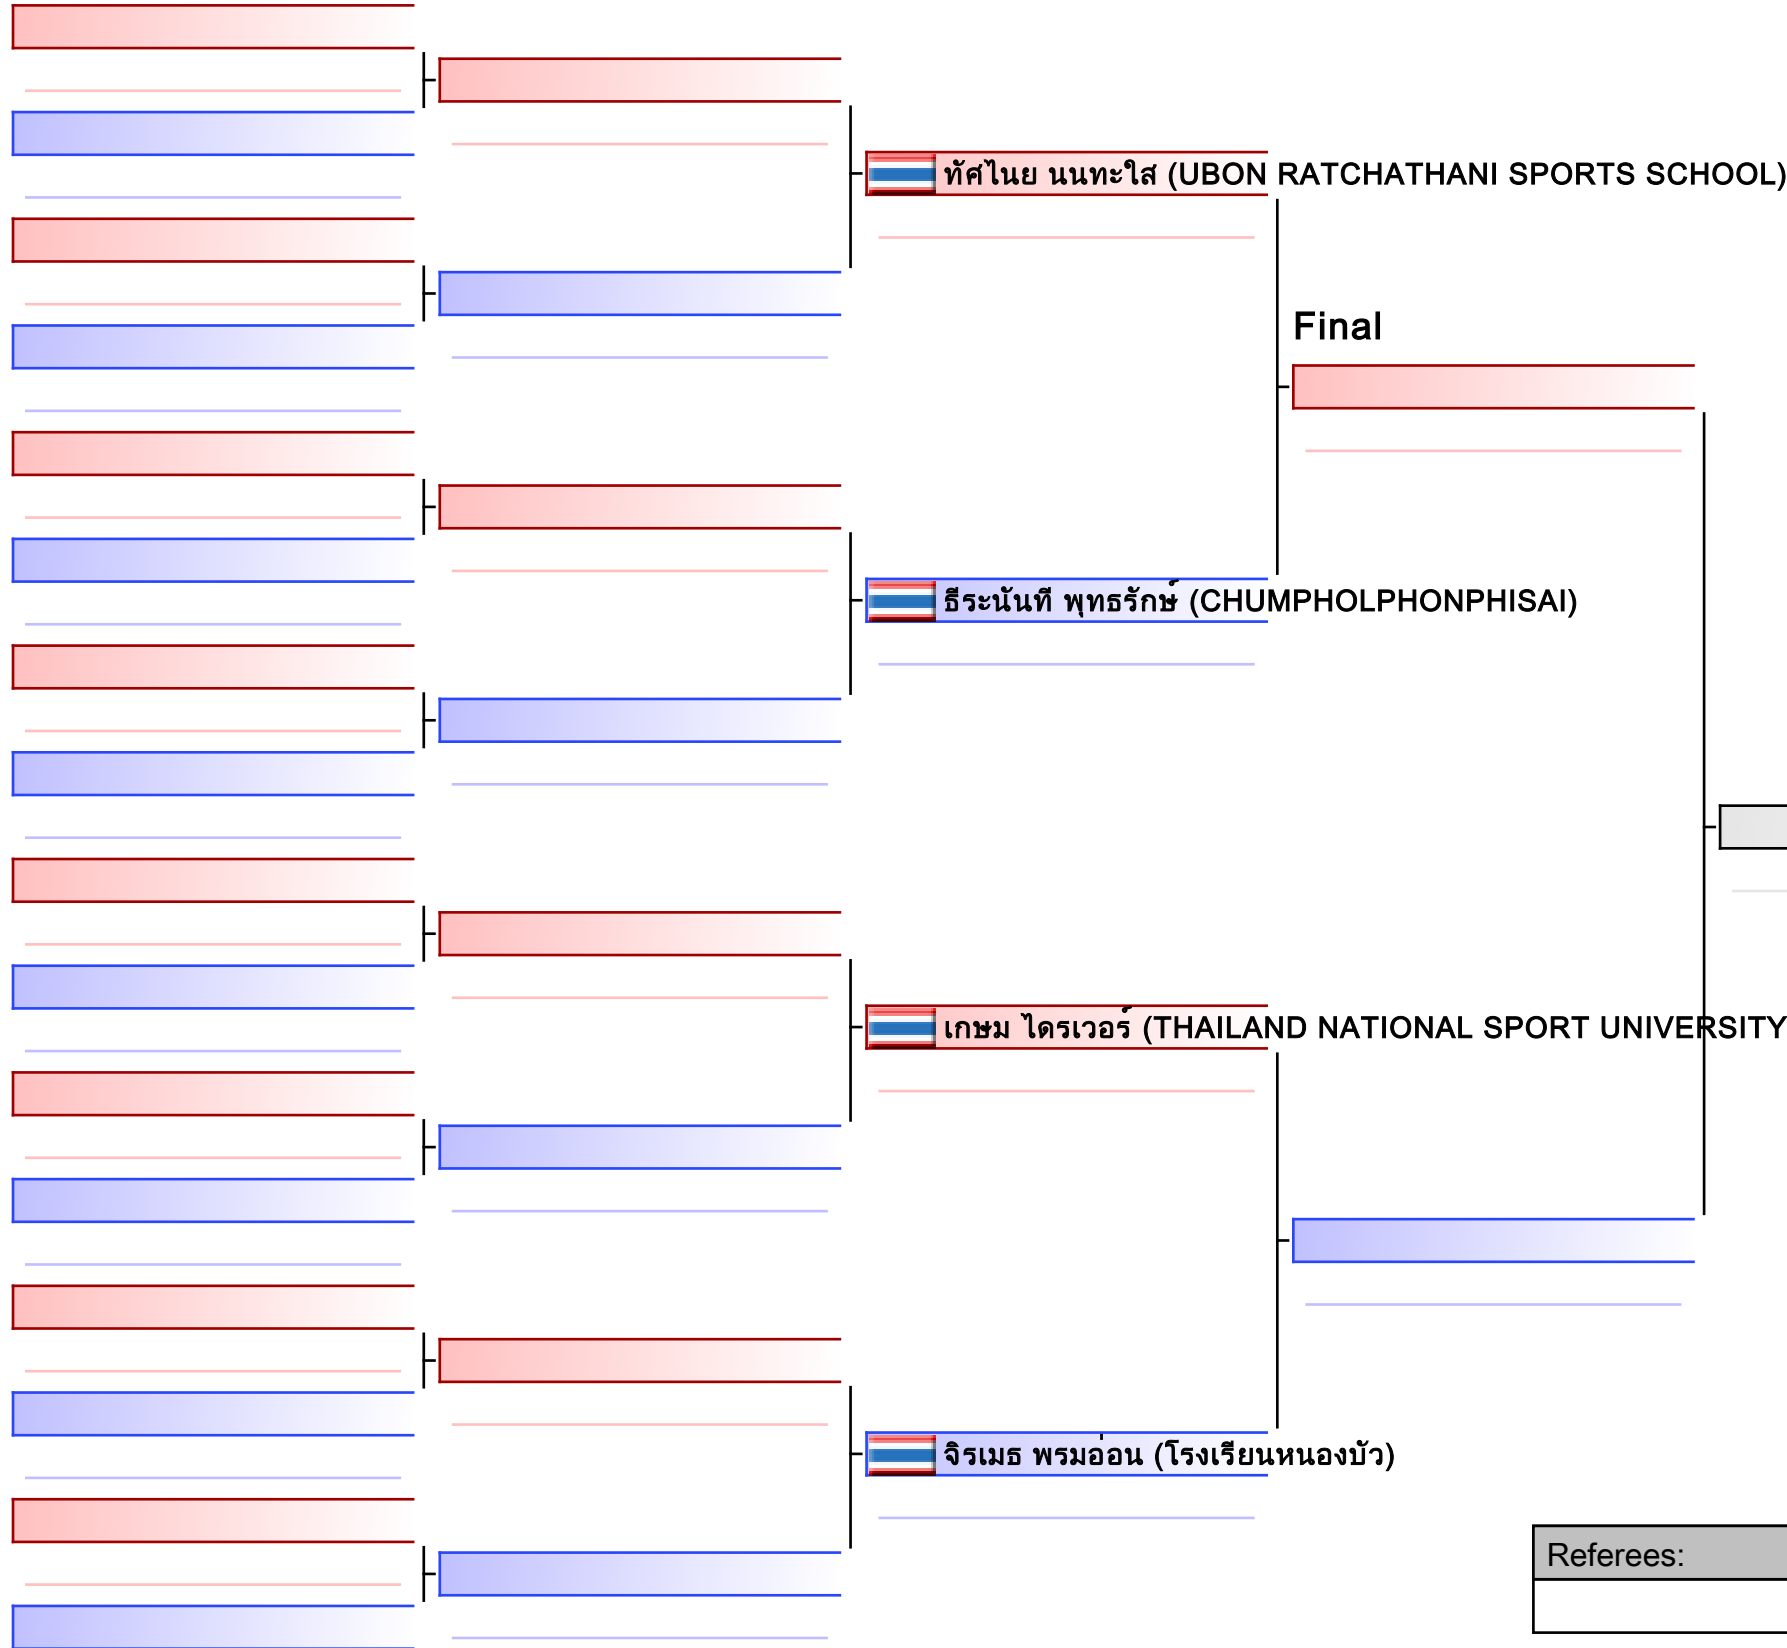 ทัศไนย นนทะใส (UBON RATCHATHANI SPORTS SCHOOL)
Final
ธีระนันที พุทธรักษ์ (CHUMPHOLPHONPHISAI)
เกษม ไดรเวอร์ (THAILAND NATIONAL SPORT UNIVERSITY
จิรเมธ พรมอ่อน (โรงเรียนหนองบัว)
Referees: